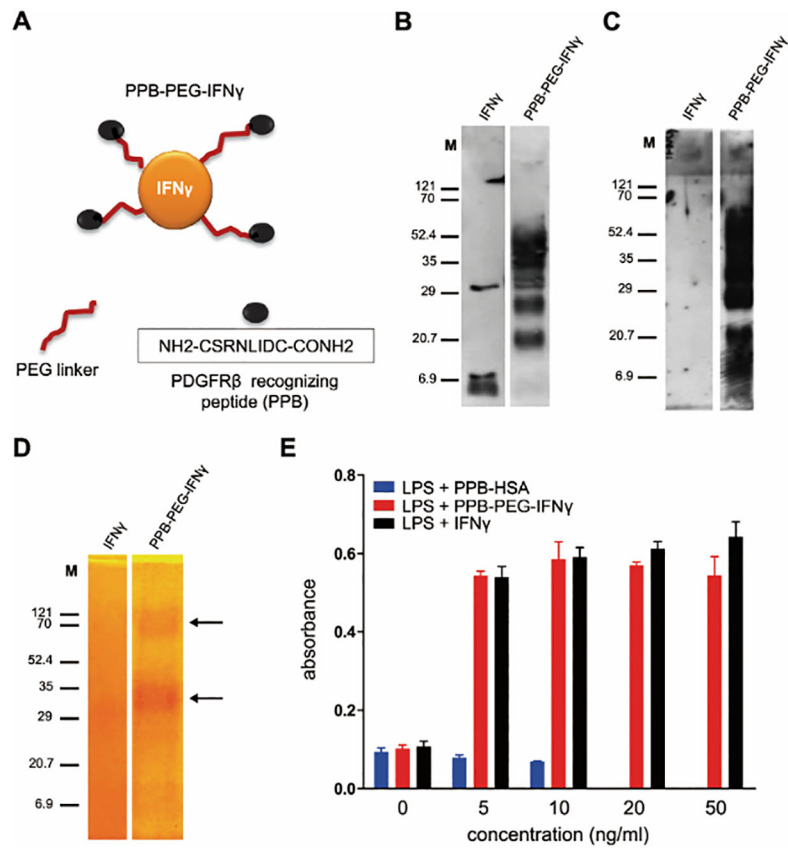 A
PPB-PEG-IFNγ
IFNγ
PEG linker
NH2-CSRNLIDC-CONH2
PDGFRβ recognizing
peptide (PPB)
B
IFNγ
PPB-PEG-IFNγ
M
121
70
52.4
35
29
20.7
6.9
C
IFNγ
PPB-PEG-IFNγ
M
121
70
52.4
35
29
20.7
6.9
D
IFNγ
PPB-PEG-IFNγ
M
121
70
52.4
35
29
20.7
6.9
E
LPS + PPB-HSA
LPS + PPB-PEG-IFNγ
LPS + IFNγ
absorbance
0.8
0.6
0.4
0.2
0.0
0 5 10 20 50
concentration (ng/ml)